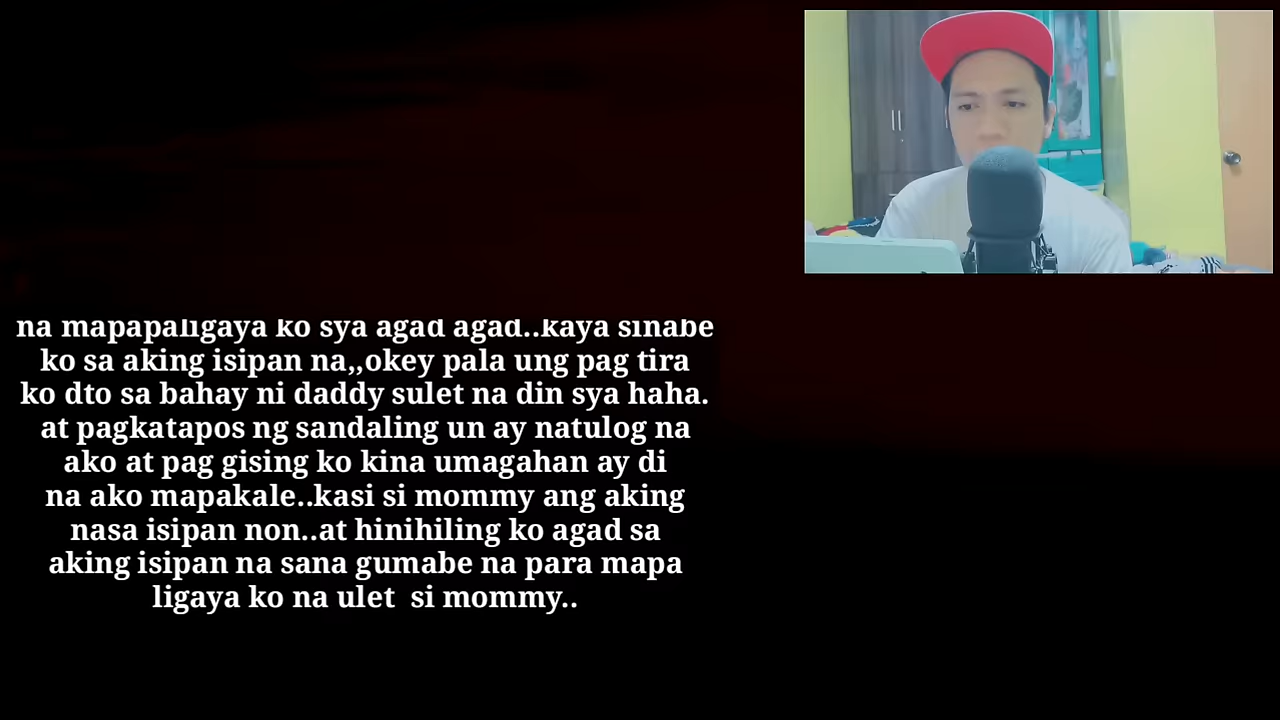 na mapapaligaya ko sya agad agad..kaya sinabe
ko sa aking isipan na,,okey pala ung pag tira
ko dto sa bahay ni daddy sulet na din sya haha.
at pagkatapos ng sandaling un ay natulog na
ako at pag gising ko kina umagahan ay di
na ako mapakale..kasi si mommy ang aking
nasa isipan non..at hinihiling ko agad sa
aking isipan na sana gumabe na para mapa
ligaya ko na ulet  si mommy..